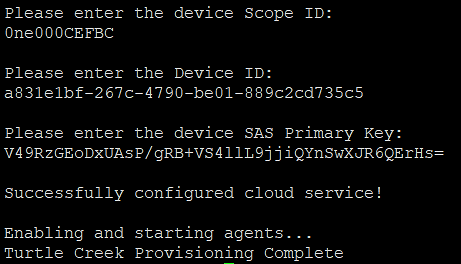 Please enter the device Scope ID:
0ne000CEFBC
Please enter the Device ID:
a831e1bf-267c-4790-be01-889c2cd735c5
Please enter the device SAS Primary Key:
V49RzGEoDxUAsP/gRB+VS4llL9jjiQYnSwXJR6QErHs=
Successfully configured cloud service!
Enabling and starting agents...
Turtle Creek Provisioning Complete